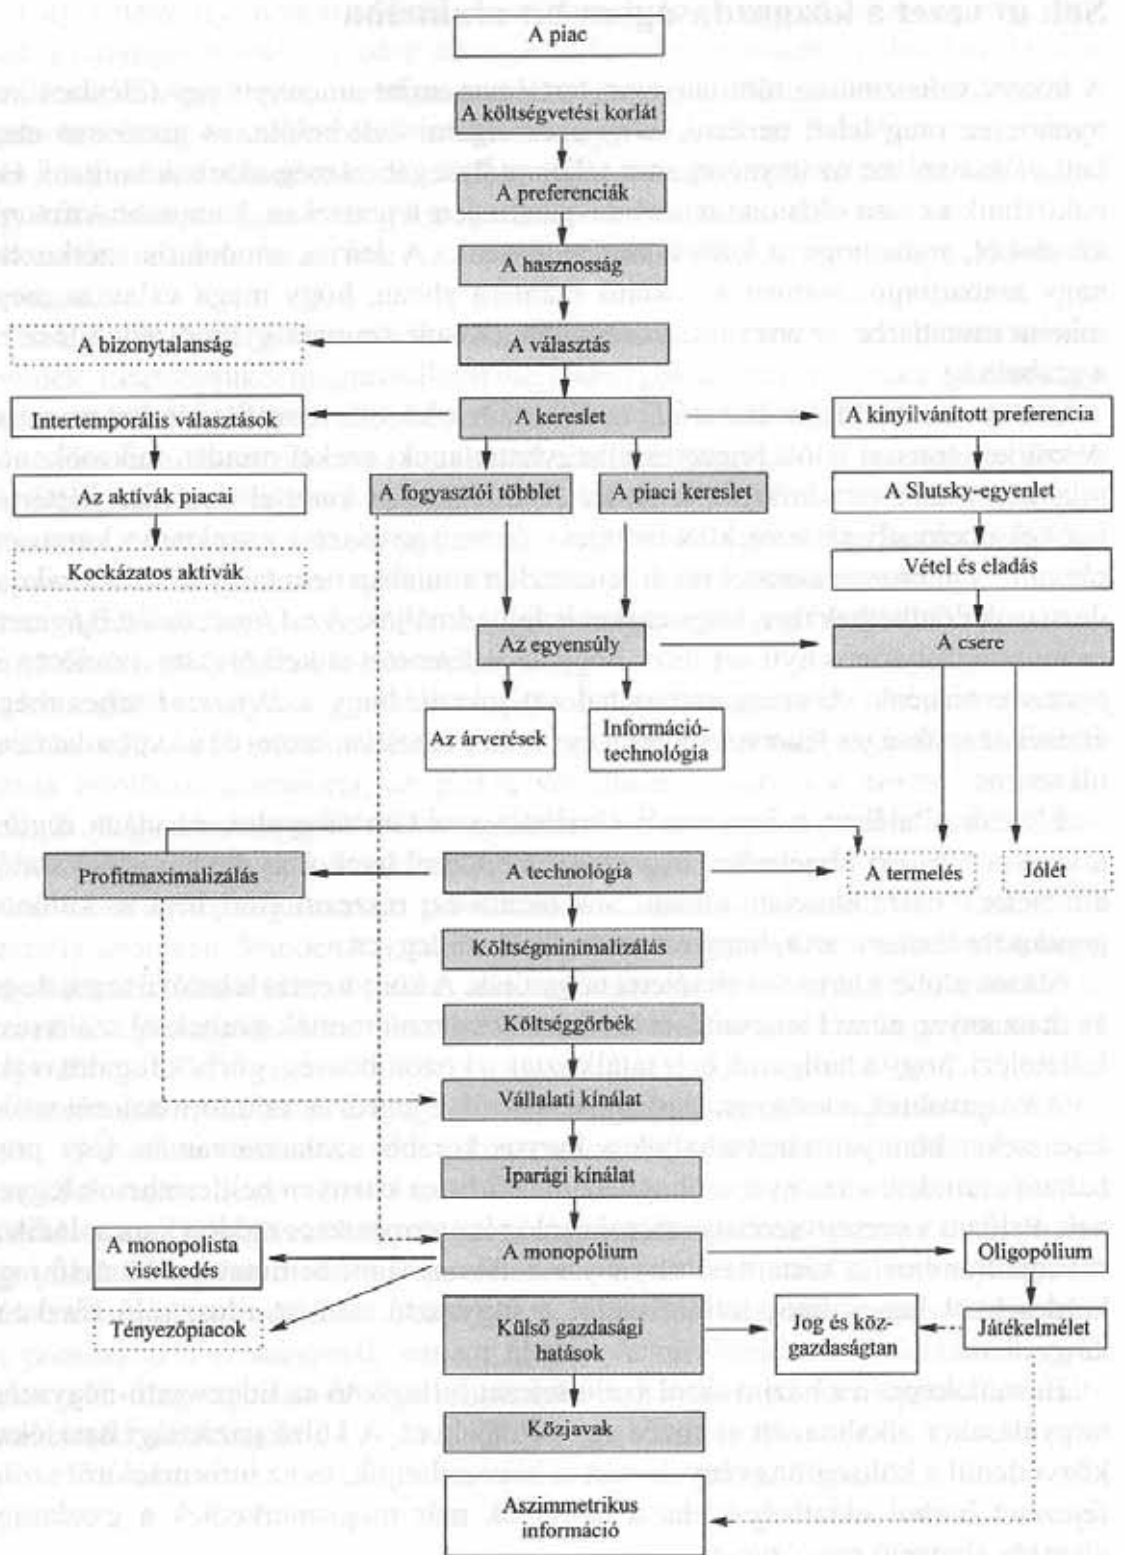 A piac
A költségvetési korlát
A preferenciák
A hasznosság
A bizonytalanság
A választás
Intertemporális választások
A kereslet
A kinyilvánított preferencia
Az aktívák piacai
A fogyasztói többlet
A piaci kereslet
A Slutsky-egyenlet
Kockázatos aktívák
Vétel és eladás
Az egyensúly
A csere
Az árverések
Információ-
technológia
Profitmaximalizálás
A technológia
A termelés
Jólét
Költségminimalizálás
Költséggörbék
Vállalati kínálat
Iparági kínálat
A monopolista
viselkedés
A monopólium
Oligopólium
Tényezőpiacok
Külső gazdasági
hatások
Jog és köz-
gazdaságtan
Játékelmélet
Közjavak
Aszimmetrikus
információ